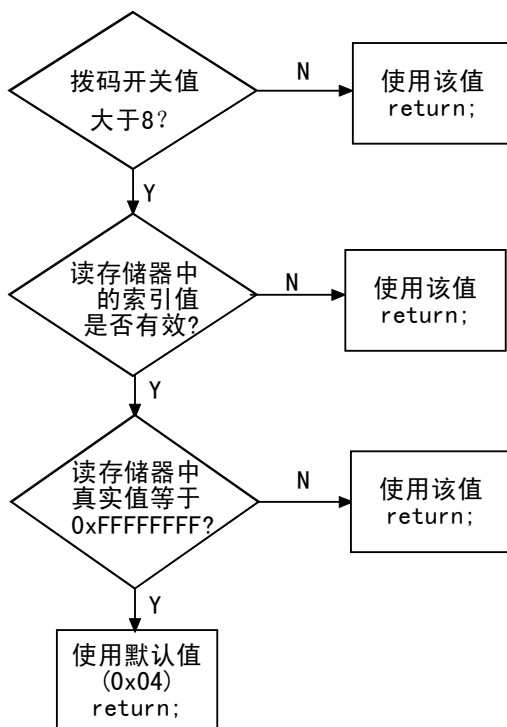 拨码开关值
大于8?
N
使用该值
return;
Y
读存储器中
的索引值
是否有效?
N
使用该值
return;
Y
读存储器中
真实值等于
0xFFFFFFFF?
N
使用该值
return;
Y
使用默认值
(0x04)
return;